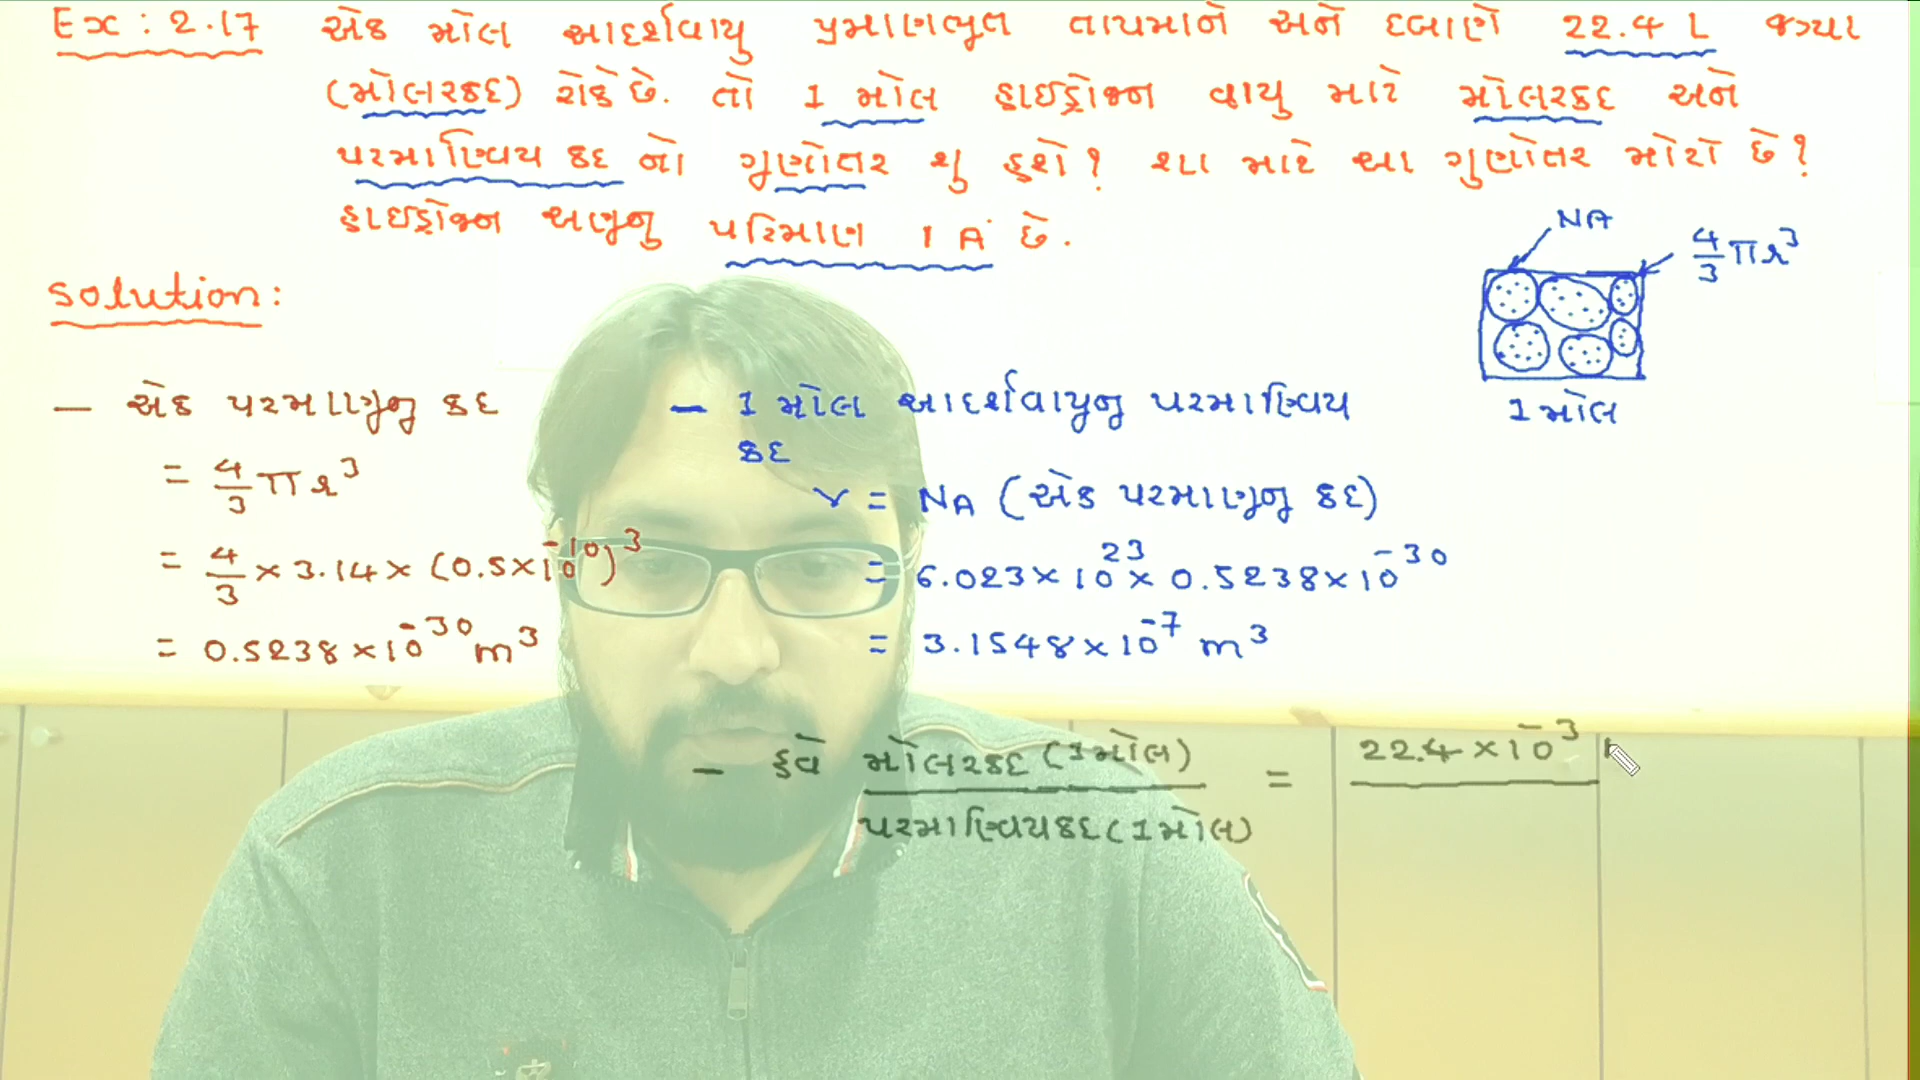 Ex: 2.17 એક મોલ આદર્શવાયુ પ્રમાણભૂત તાપમાને અને દબાણે 22.4 L જગ્યા
(મોલરકદ) રોકે છે. તો 1 મોલ હાઇડ્રોજન વાયુ માટે મોલરકદ અને
પરમાણ્વિય કદ નો ગુણોતર શુ હશે? શા માટે આ ગુણોતર મોટો છે?
હાઇડ્રોજન અણુનુ પરિમાણ 1 A° છે.
NA
4/3 πr³
1 મોલ
solution:
– એક પરમાણુનુ કદ
= 4/3 πr³
= 4/3 × 3.14 × (0.5×10⁻¹⁰)³
= 0.5238×10⁻³⁰ m³
– 1 મોલ આદર્શવાયુનુ પરમાણ્વિય
કદ
V = NA (એક પરમાણુનુ કદ)
= 6.023×10²³ × 0.5238×10⁻³⁰
= 3.1548×10⁻⁷ m³
– હવે મોલરકદ (1મોલ) / પરમાણ્વિયકદ (1મોલ) = 22.4×10⁻³